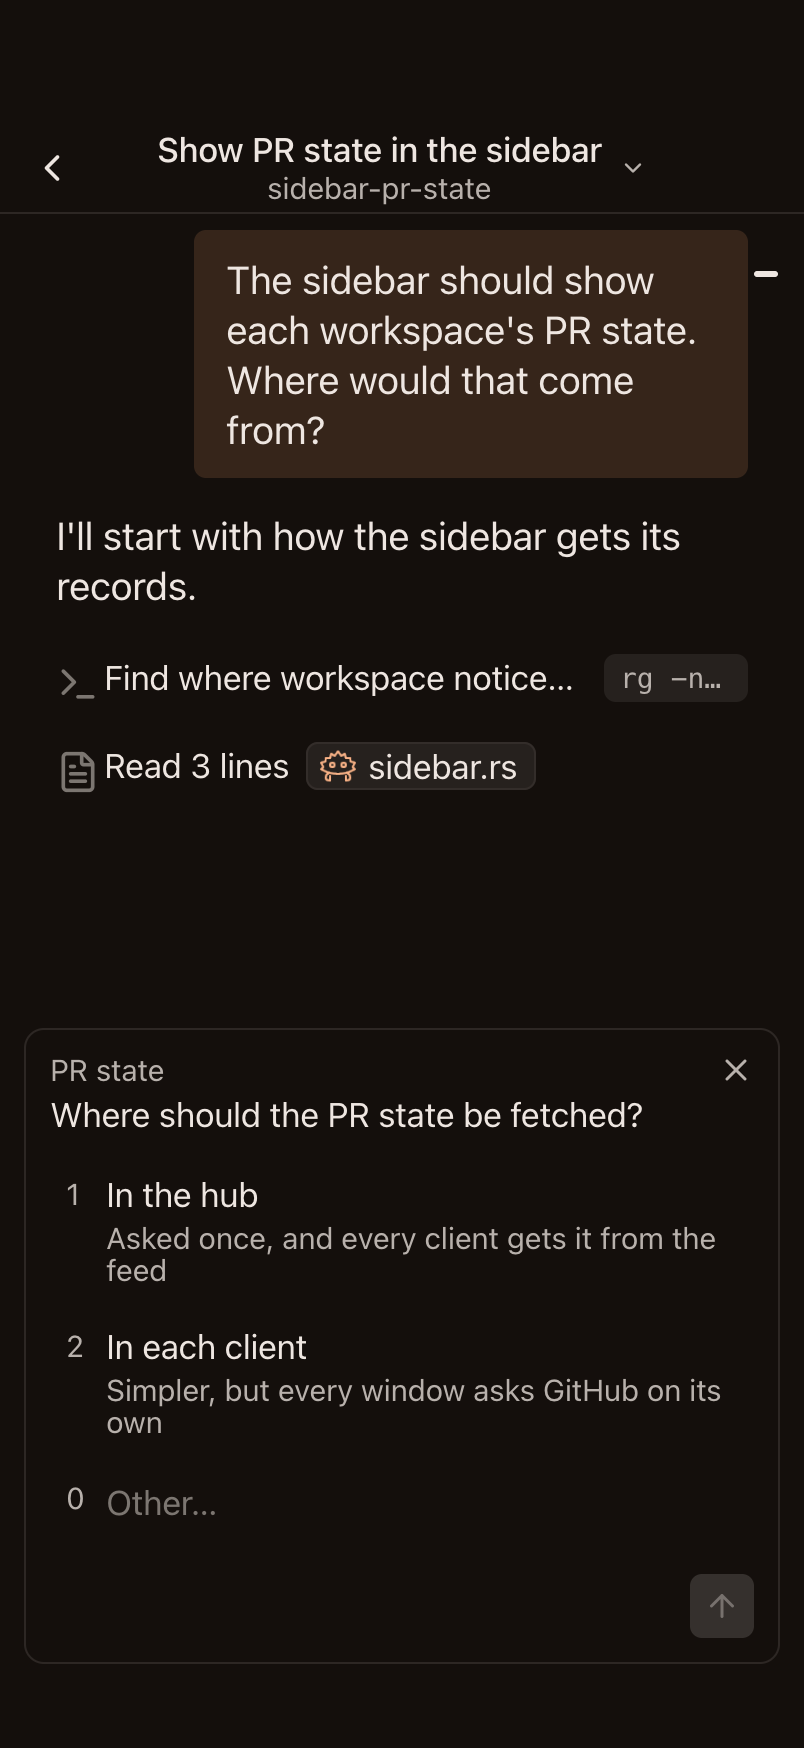 Show PR state in the sidebar
sidebar-pr-state
The sidebar should show
each workspace's PR state.
Where would that come
from?
I'll start with how the sidebar gets its
records.
Find where workspace notice... rg -n...
Read 3 lines sidebar.rs
PR state
Where should the PR state be fetched?
1 In the hub
Asked once, and every client gets it from the
feed
2 In each client
Simpler, but every window asks GitHub on its
own
0 Other...